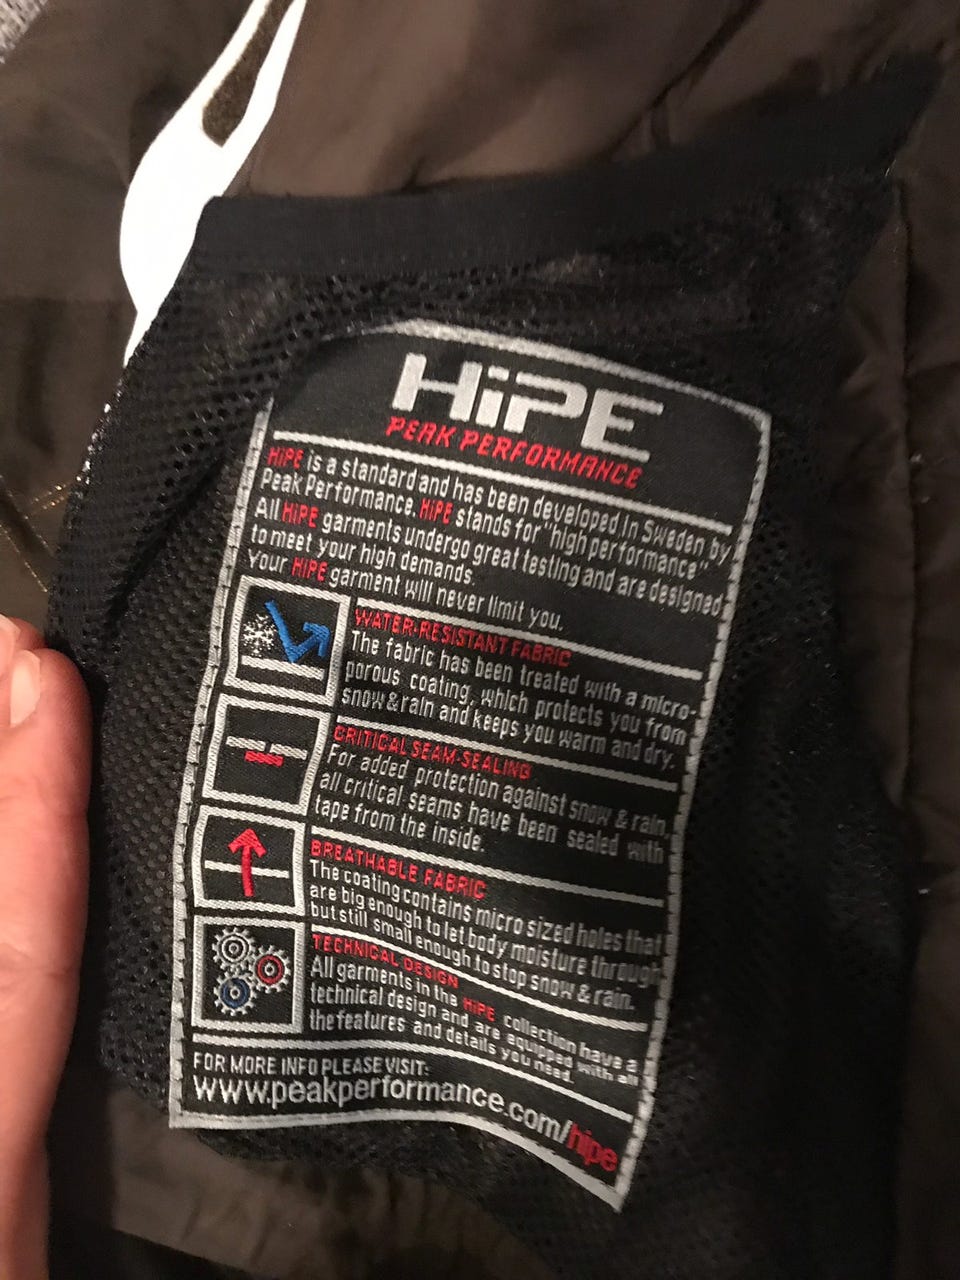 HiPE
PEAK PERFORMANCE
HiPE is a standard and has been developed in Sweden by
Peak Performance. HiPE stands for "high performance"
All HiPE garments undergo great testing and are designed
to meet your high demands.
Your HiPE garment will never limit you.
WATER-RESISTANT FABRIC
The fabric has been treated with a micro-
porous coating, which protects you from
snow & rain and keeps you warm and dry.
CRITICAL SEAM-SEALING
For added protection against snow & rain,
all critical seams have been sealed with
tape from the inside.
BREATHABLE FABRIC
The coating contains micro sized holes that
are big enough to let body moisture through
but still small enough to stop snow & rain.
TECHNICAL DESIGN
All garments in the HiPE collection have a
technical design and are equipped with all
the features and details you need.
FOR MORE INFO PLEASE VISIT:
www.peakperformance.com/hipe